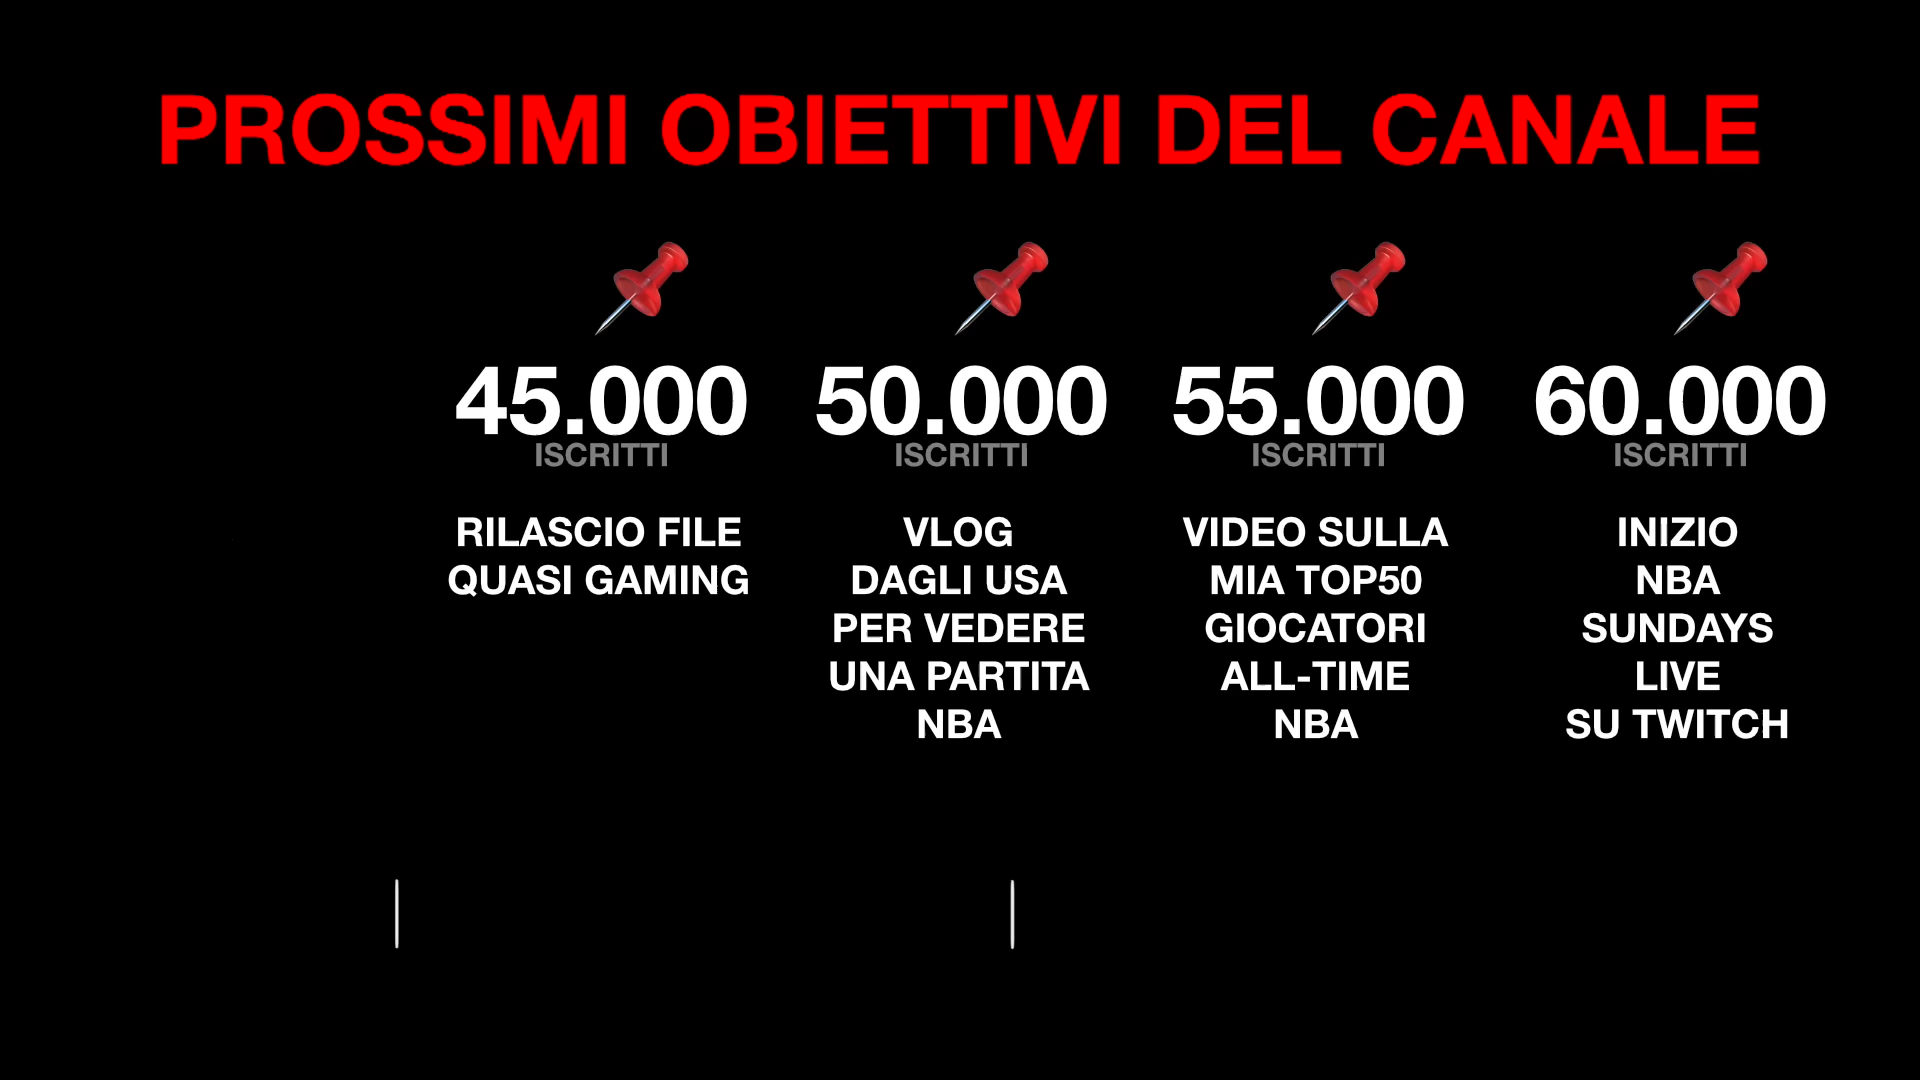 PROSSIMI OBIETTIVI DEL CANALE
45.000
ISCRITTI
RILASCIO FILE
QUASI GAMING
50.000
ISCRITTI
VLOG
DAGLI USA
PER VEDERE
UNA PARTITA
NBA
55.000
ISCRITTI
VIDEO SULLA
MIA TOP50
GIOCATORI
ALL-TIME
NBA
60.000
ISCRITTI
INIZIO
NBA
SUNDAYS
LIVE
SU TWITCH